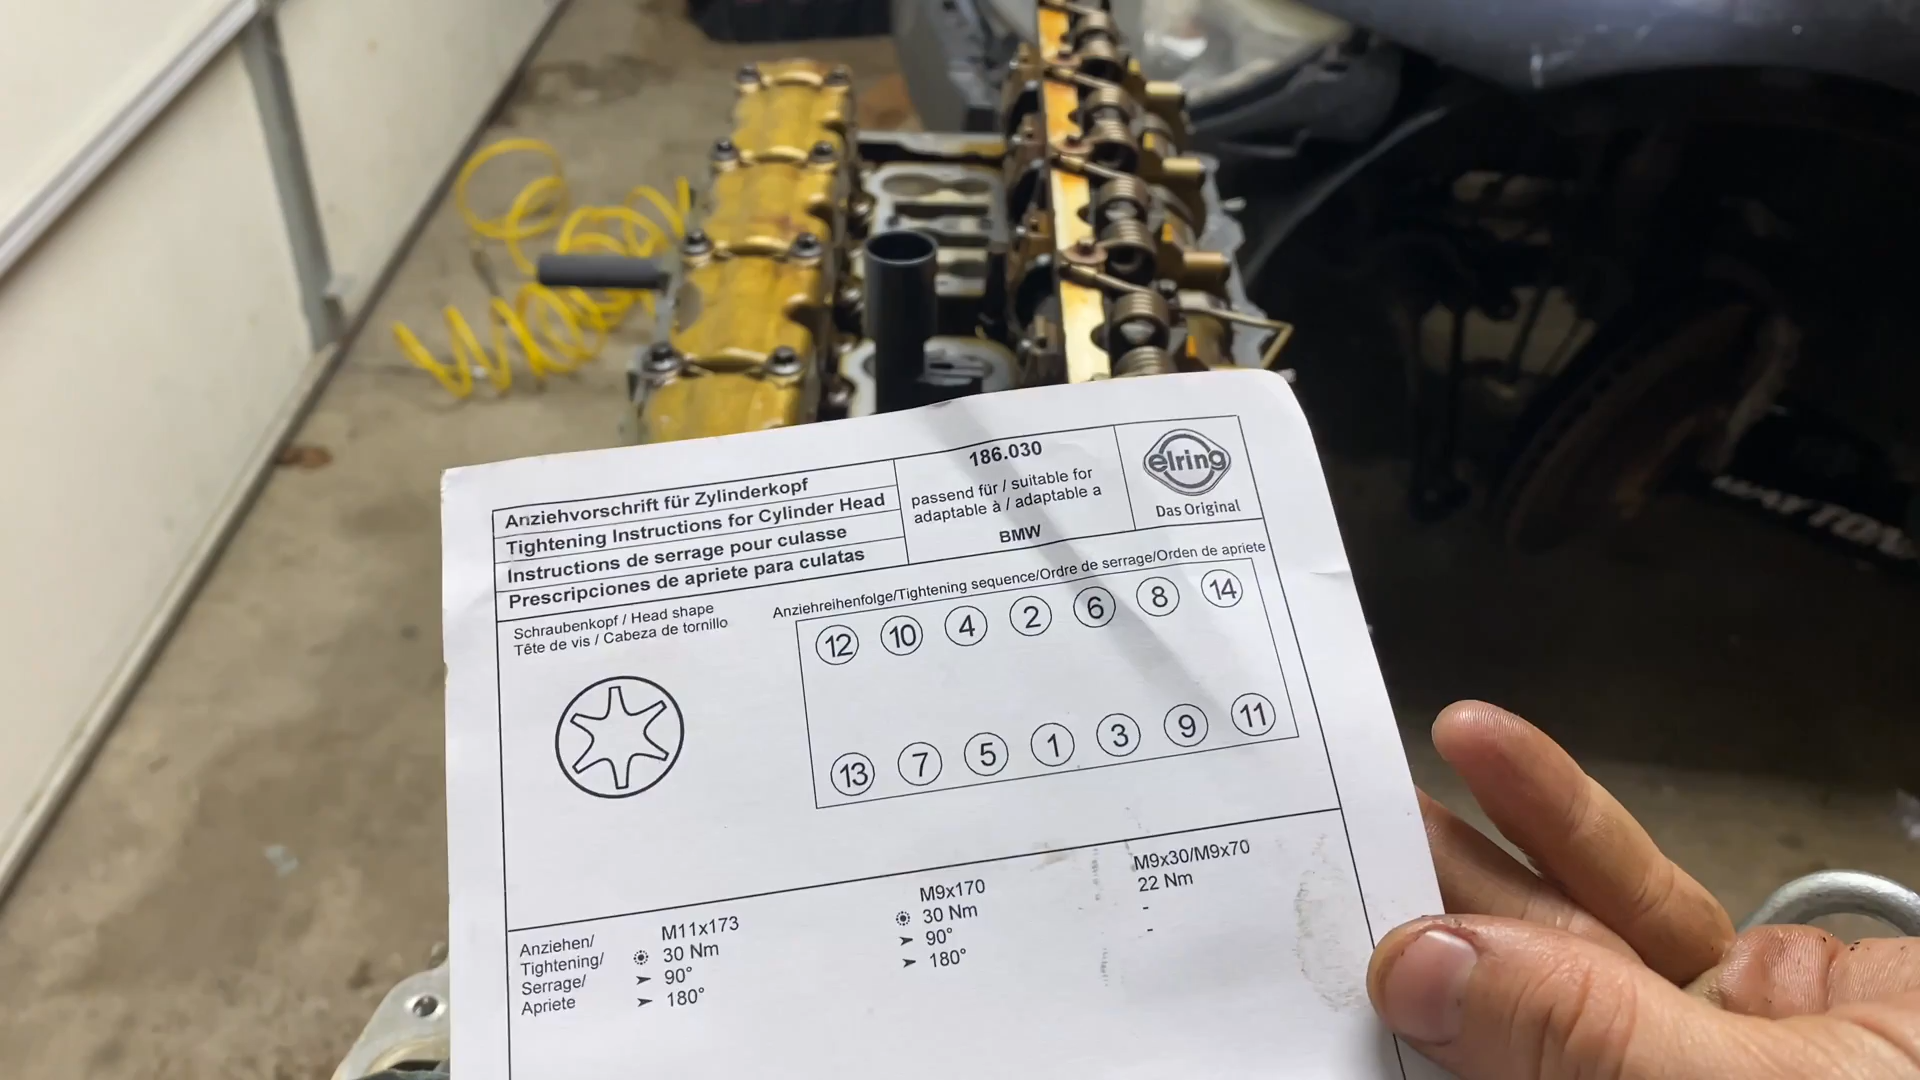 Anziehvorschrift für Zylinderkopf
Tightening Instructions for Cylinder Head
Instructions de serrage pour culasse
Prescripciones de apriete para culatas
186.030
passend für / suitable for
adaptable à / adaptable a
BMW
elring
Das Original
Schraubenkopf / Head shape
Tête de vis / Cabeza de tornillo
Anziehreihenfolge/Tightening sequence/Ordre de serrage/Orden de apriete
12 10 4 2 6 8 14
13 7 5 1 3 9 11
Anziehen/
Tightening/
Serrage/
Apriete
M11x173
30 Nm
90°
180°
M9x170
30 Nm
90°
180°
M9x30/M9x70
22 Nm
-
-